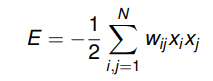 E = -\frac{1}{2} \sum_{i,j=1}^{N} w_{ij} x_i x_j